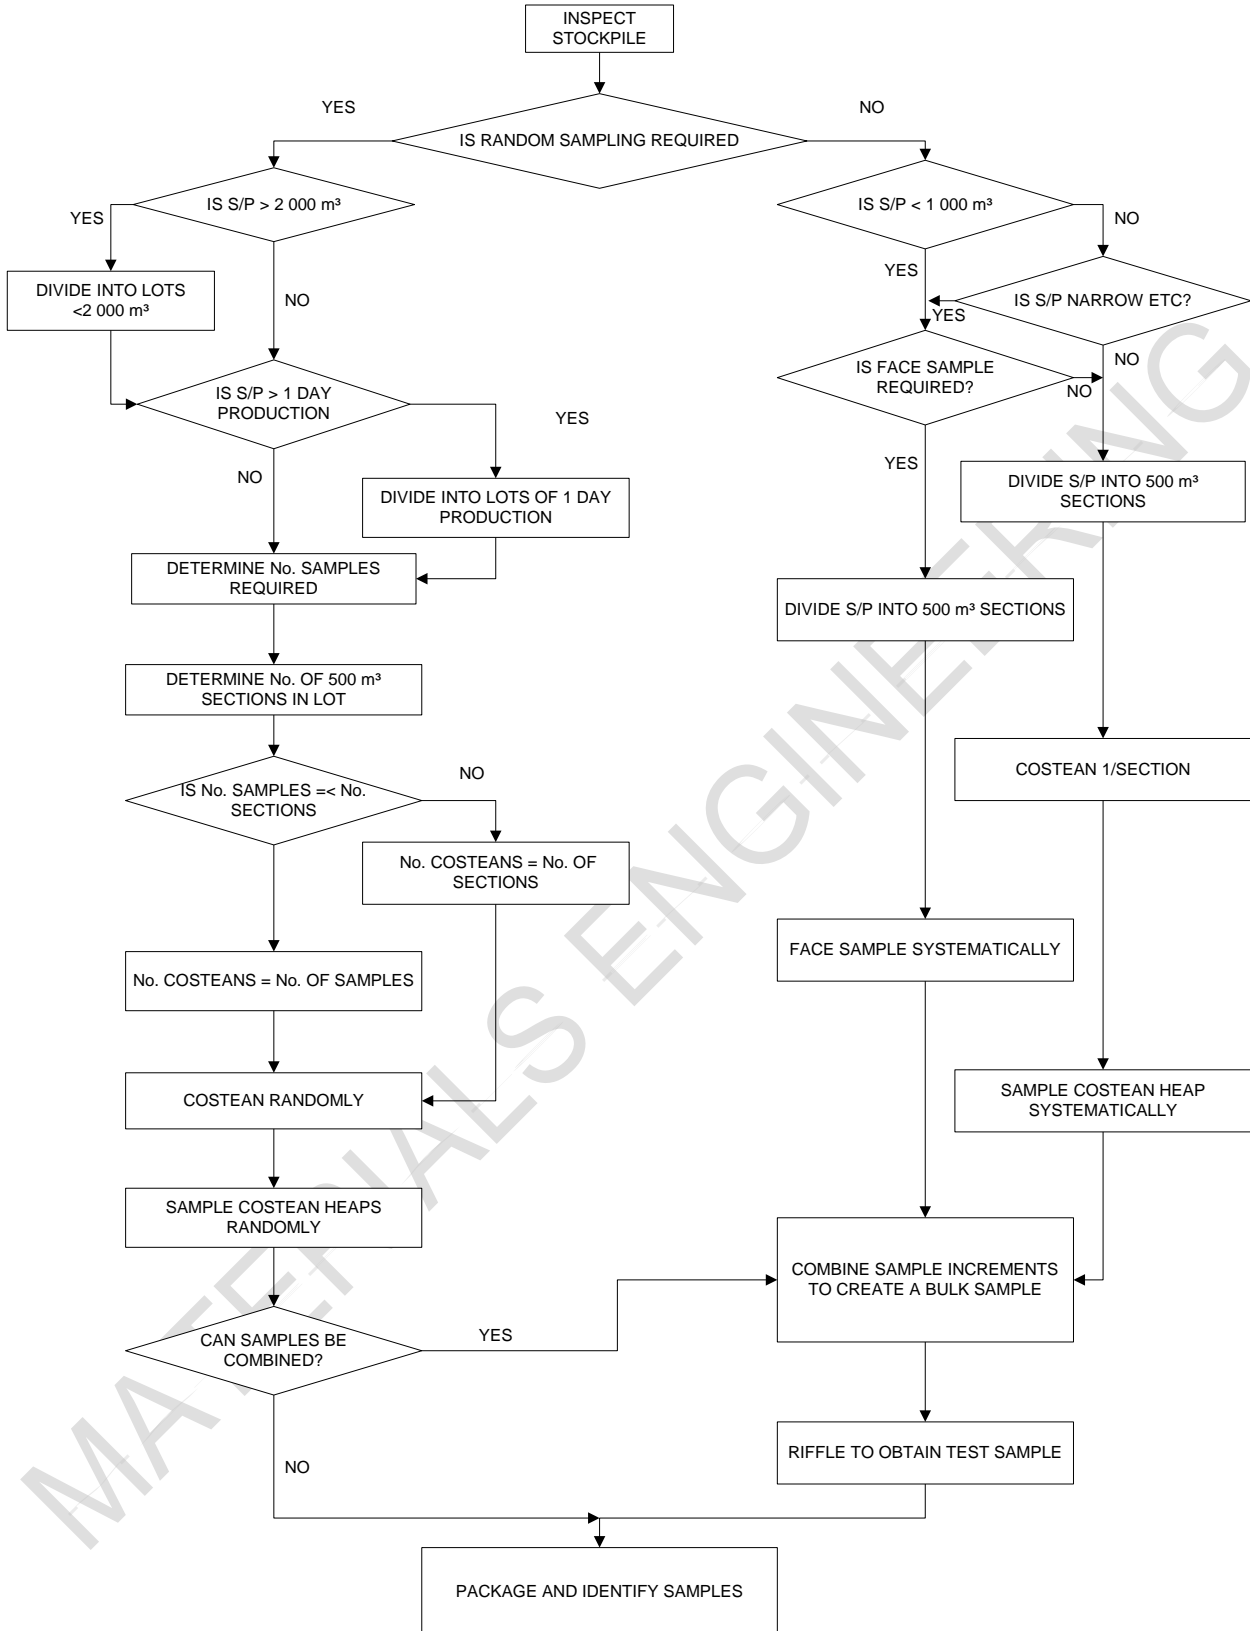 INSPECT
STOCKPILE
YES
NO
IS RANDOM SAMPLING REQUIRED
IS S/P > 2 000 m³
IS S/P < 1 000 m³
YES
NO
YES
NO
DIVIDE INTO LOTS
<2 000 m³
IS S/P NARROW ETC?
YES
IS S/P > 1 DAY
PRODUCTION
IS FACE SAMPLE
REQUIRED?
NO
NO
YES
NO
YES
DIVIDE INTO LOTS OF 1 DAY
PRODUCTION
DIVIDE S/P INTO 500 m³
SECTIONS
DETERMINE No. SAMPLES
REQUIRED
DIVIDE S/P INTO 500 m³ SECTIONS
DETERMINE No. OF 500 m³
SECTIONS IN LOT
IS No. SAMPLES =< No.
SECTIONS
NO
COSTEAN 1/SECTION
No. COSTEANS = No. OF
SECTIONS
No. COSTEANS = No. OF SAMPLES
FACE SAMPLE SYSTEMATICALLY
COSTEAN RANDOMLY
SAMPLE COSTEAN HEAP
SYSTEMATICALLY
SAMPLE COSTEAN HEAPS
RANDOMLY
COMBINE SAMPLE INCREMENTS
TO CREATE A BULK SAMPLE
CAN SAMPLES BE
COMBINED?
YES
NO
RIFFLE TO OBTAIN TEST SAMPLE
PACKAGE AND IDENTIFY SAMPLES
MATERIALS ENGINEERING